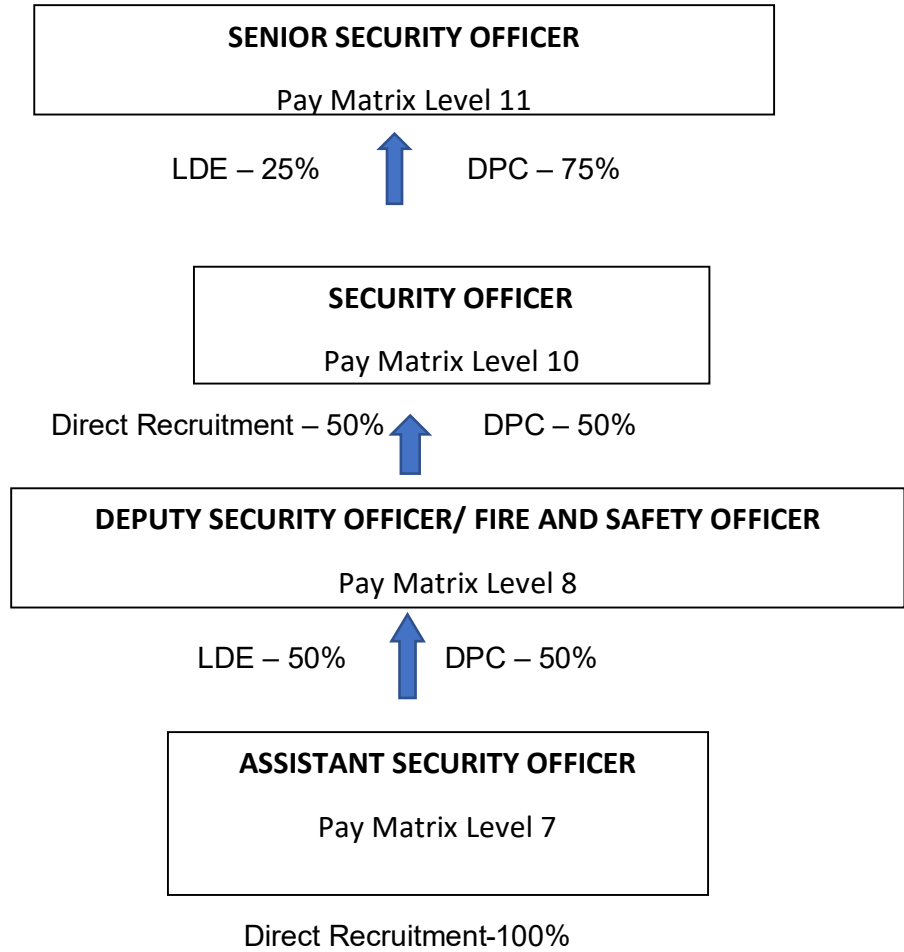 SENIOR SECURITY OFFICER
Pay Matrix Level 11
LDE – 25% DPC – 75%
SECURITY OFFICER
Pay Matrix Level 10
Direct Recruitment – 50% DPC – 50%
DEPUTY SECURITY OFFICER/ FIRE AND SAFETY OFFICER
Pay Matrix Level 8
LDE – 50% DPC – 50%
ASSISTANT SECURITY OFFICER
Pay Matrix Level 7
Direct Recruitment-100%